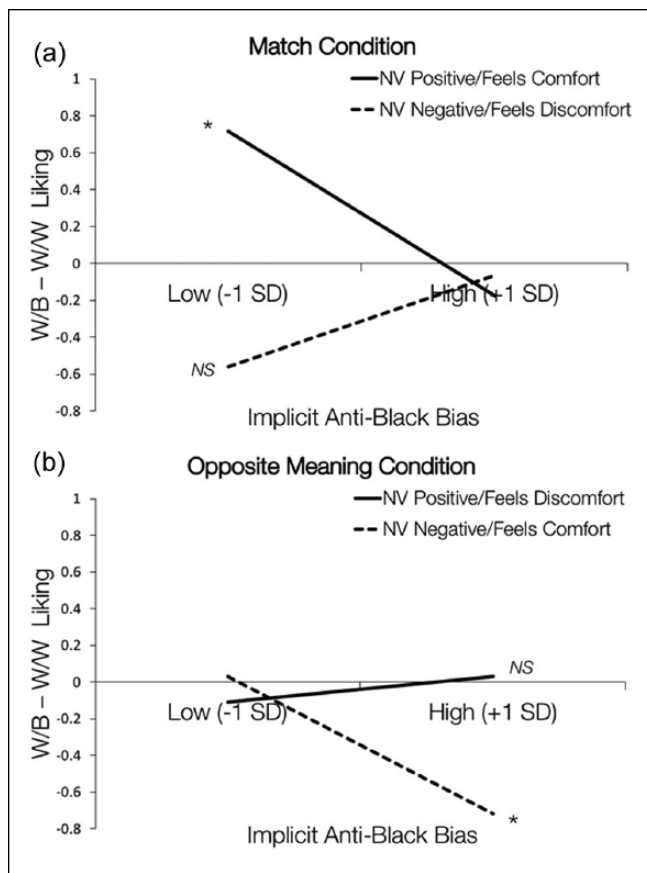 (a)
Match Condition
NV Positive/Feels Comfort
NV Negative/Feels Discomfort
W/B – W/W Liking
1
0.8
0.6
0.4
0.2
0
-0.2
-0.4
-0.6
-0.8
*
NS
Low (-1 SD)
High (+1 SD)
Implicit Anti-Black Bias
(b)
Opposite Meaning Condition
NV Positive/Feels Discomfort
NV Negative/Feels Comfort
W/B – W/W Liking
1
0.8
0.6
0.4
0.2
0
-0.2
-0.4
-0.6
-0.8
NS
Low (-1 SD)
High (+1 SD)
*
Implicit Anti-Black Bias